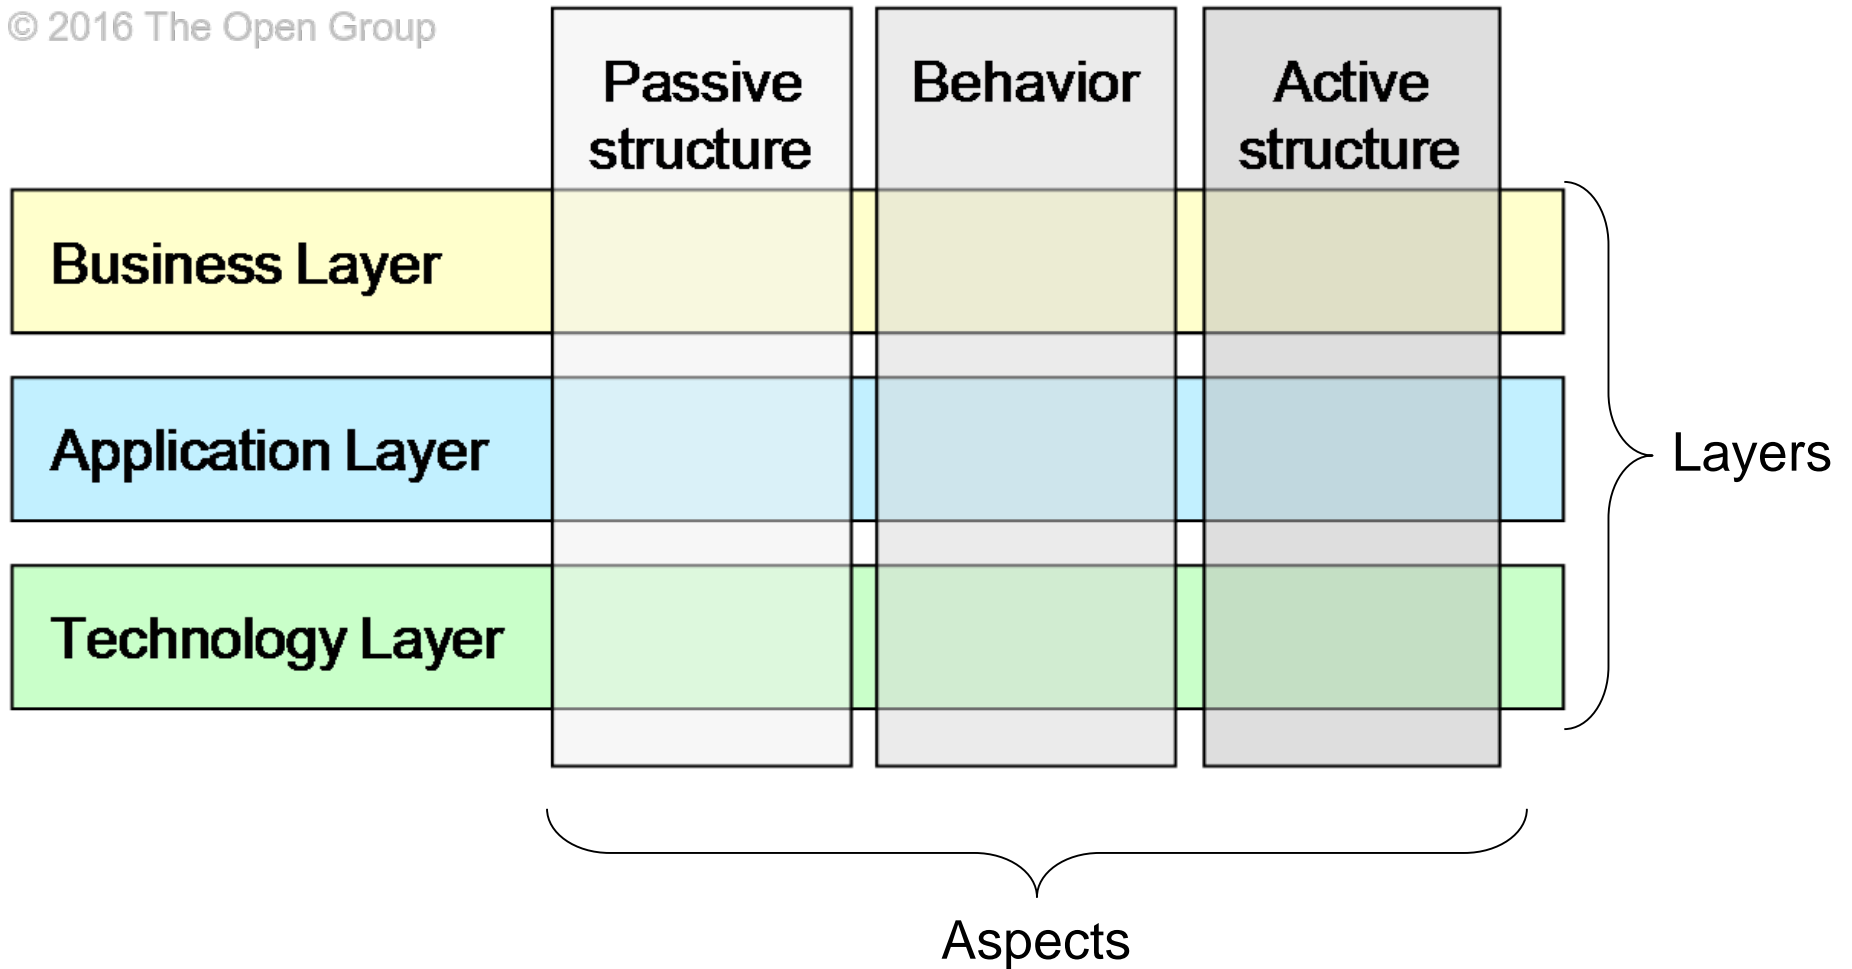 © 2016 The Open Group
Passive
structure
Behavior
Active
structure
Business Layer
Application Layer
Layers
Technology Layer
Aspects